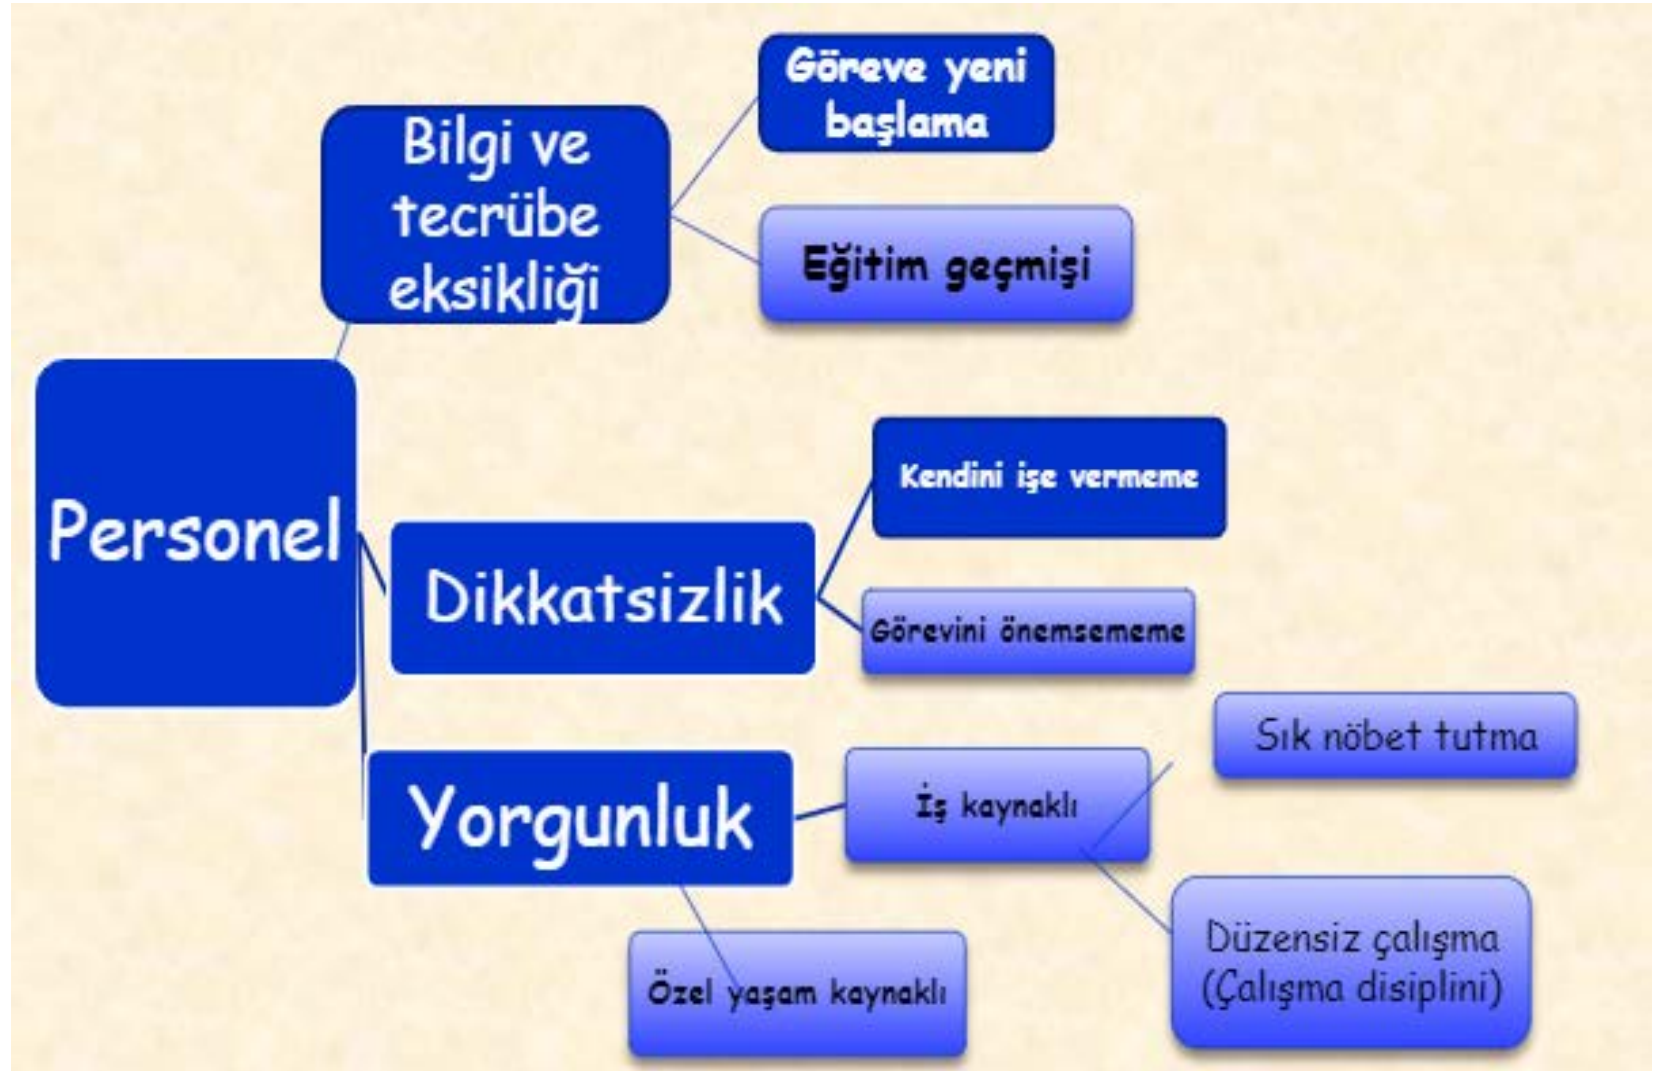 Göreve yeni
başlama
Bilgi ve
tecrübe
eksikliği
Eğitim geçmişi
Personel
Kendini işe vermeme
Dikkatsizlik
Görevini önemsememe
Sık nöbet tutma
Yorgunluk
İş kaynaklı
Düzensiz çalışma
(Çalışma disiplini)
Özel yaşam kaynaklı